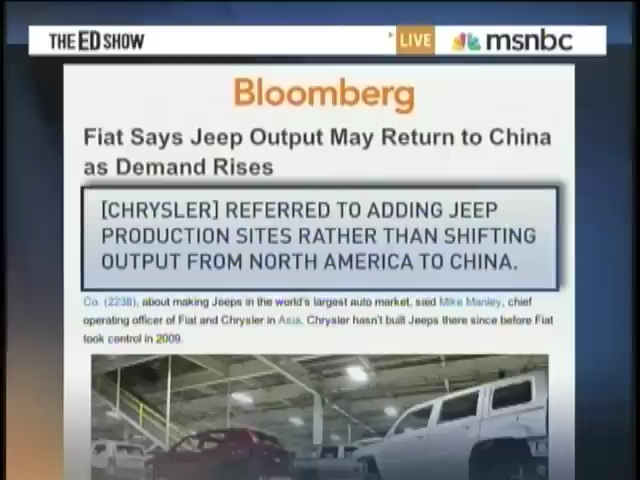 THE ED SHOW
LIVE
msnbc
Bloomberg
Fiat Says Jeep Output May Return to China
as Demand Rises
[CHRYSLER] REFERRED TO ADDING JEEP
PRODUCTION SITES RATHER THAN SHIFTING
OUTPUT FROM NORTH AMERICA TO CHINA.
Co. (2238), about making Jeeps in the world's largest auto market, said Mike Manley, chief
operating officer of Fiat and Chrysler in Asia. Chrysler hasn't built Jeeps there since before Fiat
took control in 2009.